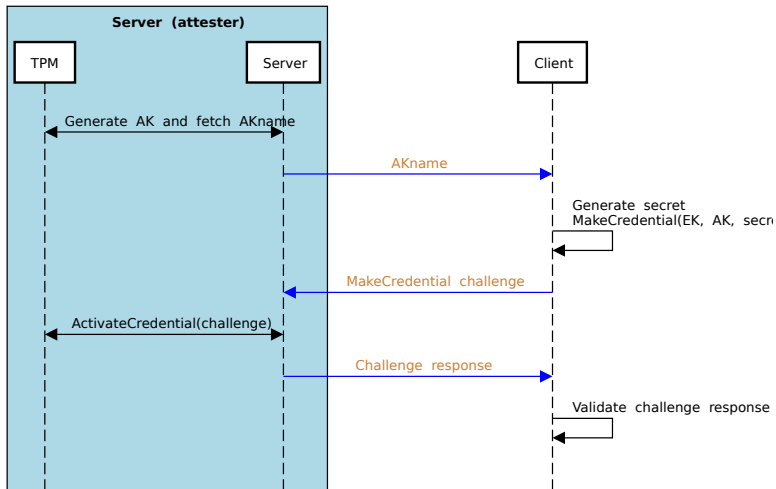 Server (attester)
TPM
Server
Client
Generate AK and fetch AKname
AKname
Generate secret
MakeCredential(EK, AK, secre
MakeCredential challenge
ActivateCredential(challenge)
Challenge response
Validate challenge response